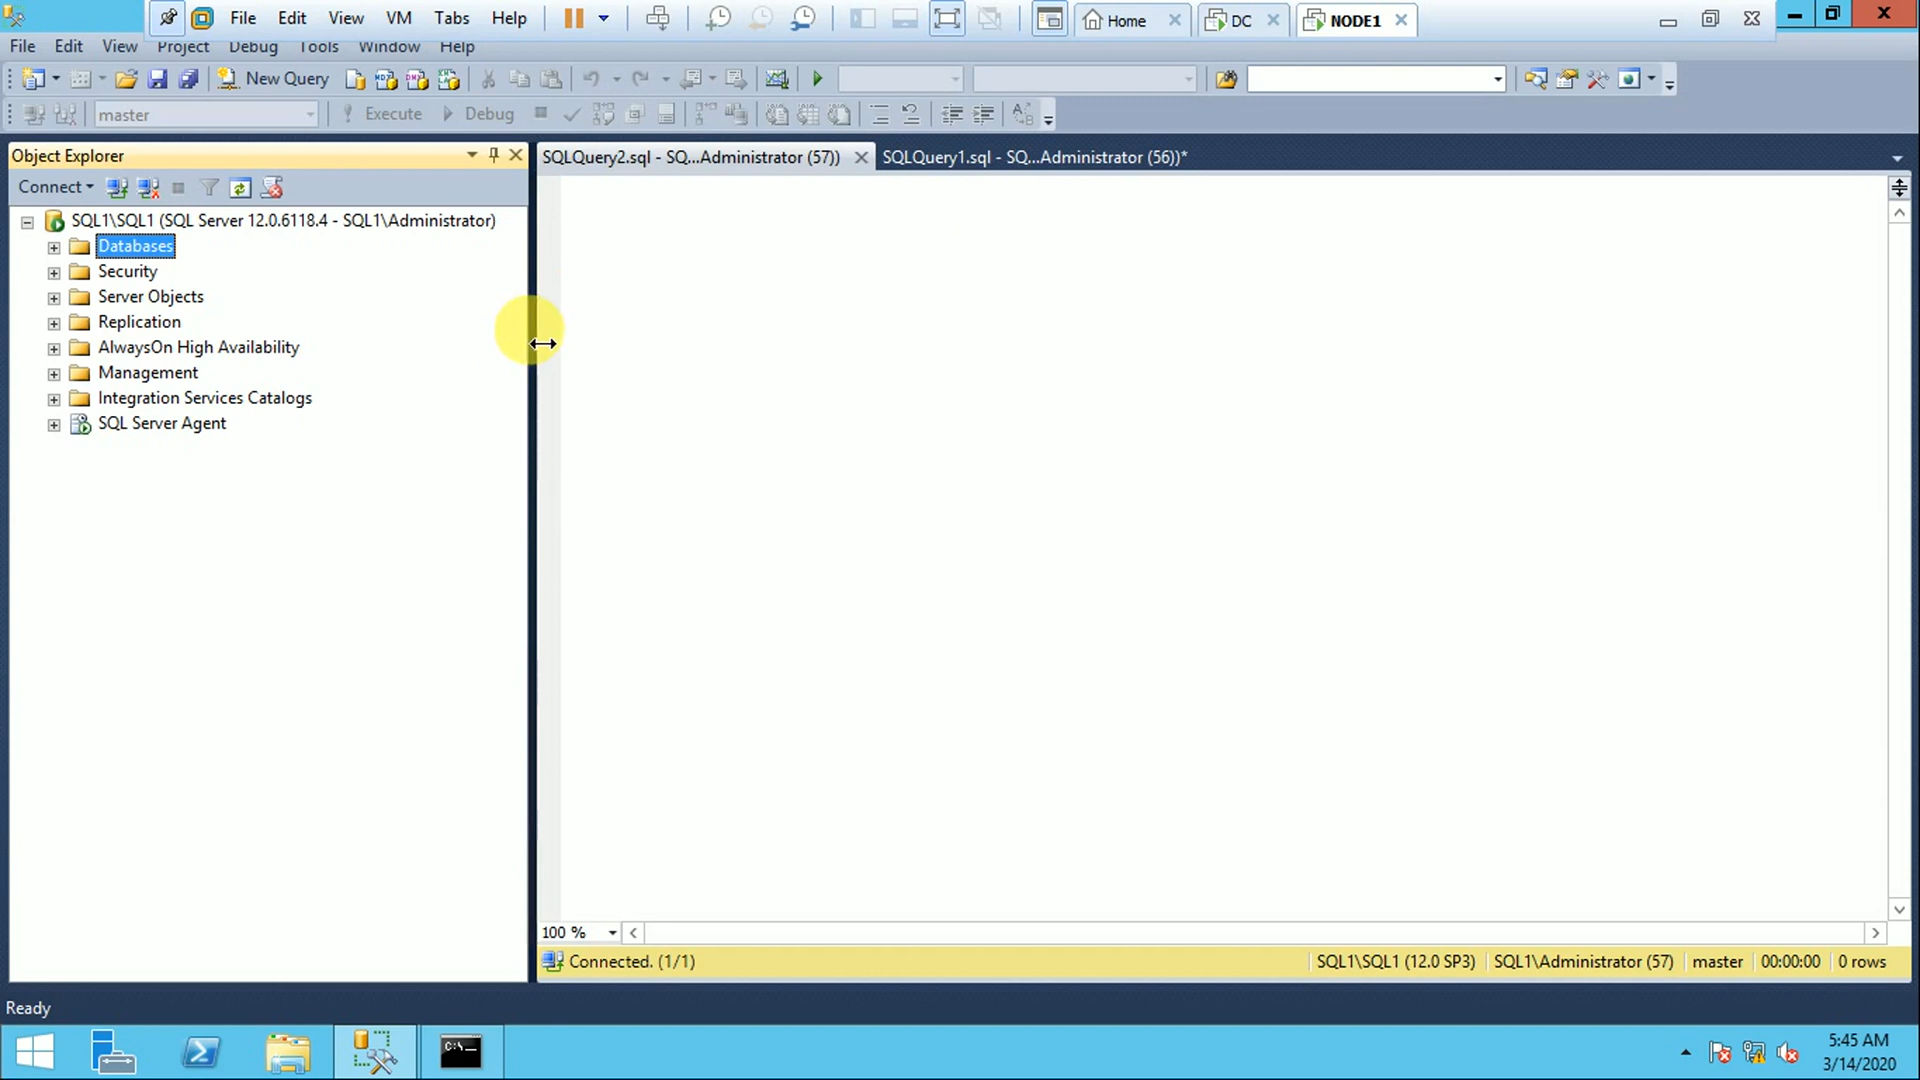 File Edit View VM Tabs Help Home DC NODE1
File Edit View Project Debug Tools Window Help
New Query
master Execute Debug
Object Explorer
SQLQuery2.sql - SQ...Administrator (57)) SQLQuery1.sql - SQ...Administrator (56))*
Connect
SQL1\SQL1 (SQL Server 12.0.6118.4 - SQL1\Administrator)
Databases
Security
Server Objects
Replication
AlwaysOn High Availability
Management
Integration Services Catalogs
SQL Server Agent
100 %
Connected. (1/1) SQL1\SQL1 (12.0 SP3) SQL1\Administrator (57) master 00:00:00 0 rows
Ready
5:45 AM
3/14/2020